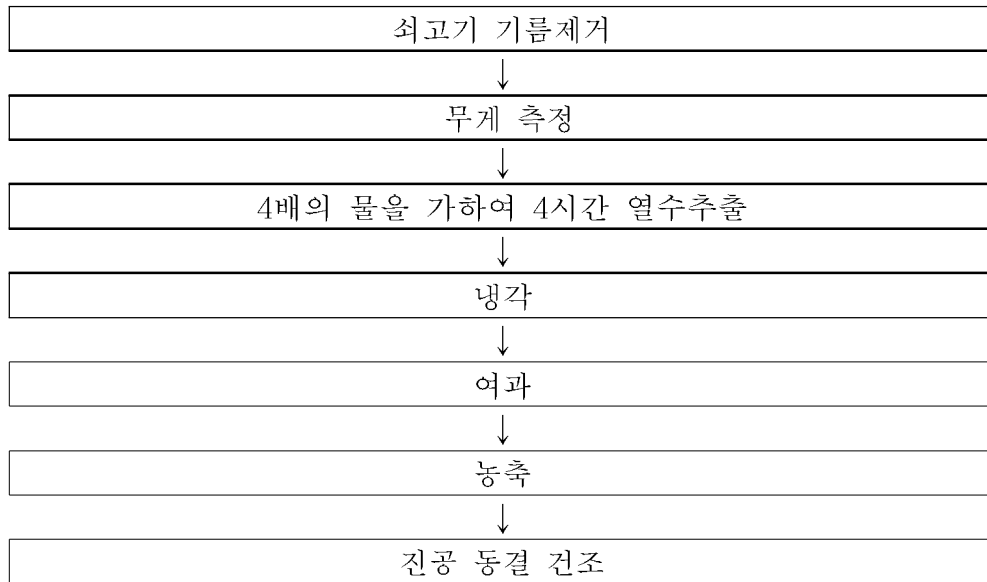 쇠고기 기름제거
↓
무게 측정
↓
4배의 물을 가하여 4시간 열수추출
↓
냉각
↓
여과
↓
농축
↓
진공 동결 건조